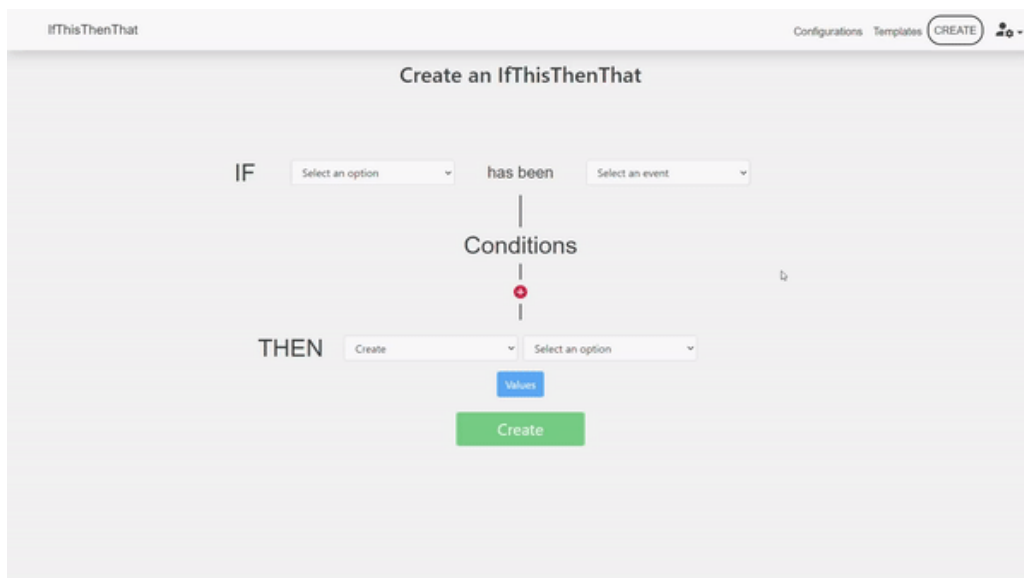 IfThisThenThat Configurations Templates CREATE
Create an IfThisThenThat
IF Select an option has been Select an event
Conditions
THEN Create Select an option
Values
Create